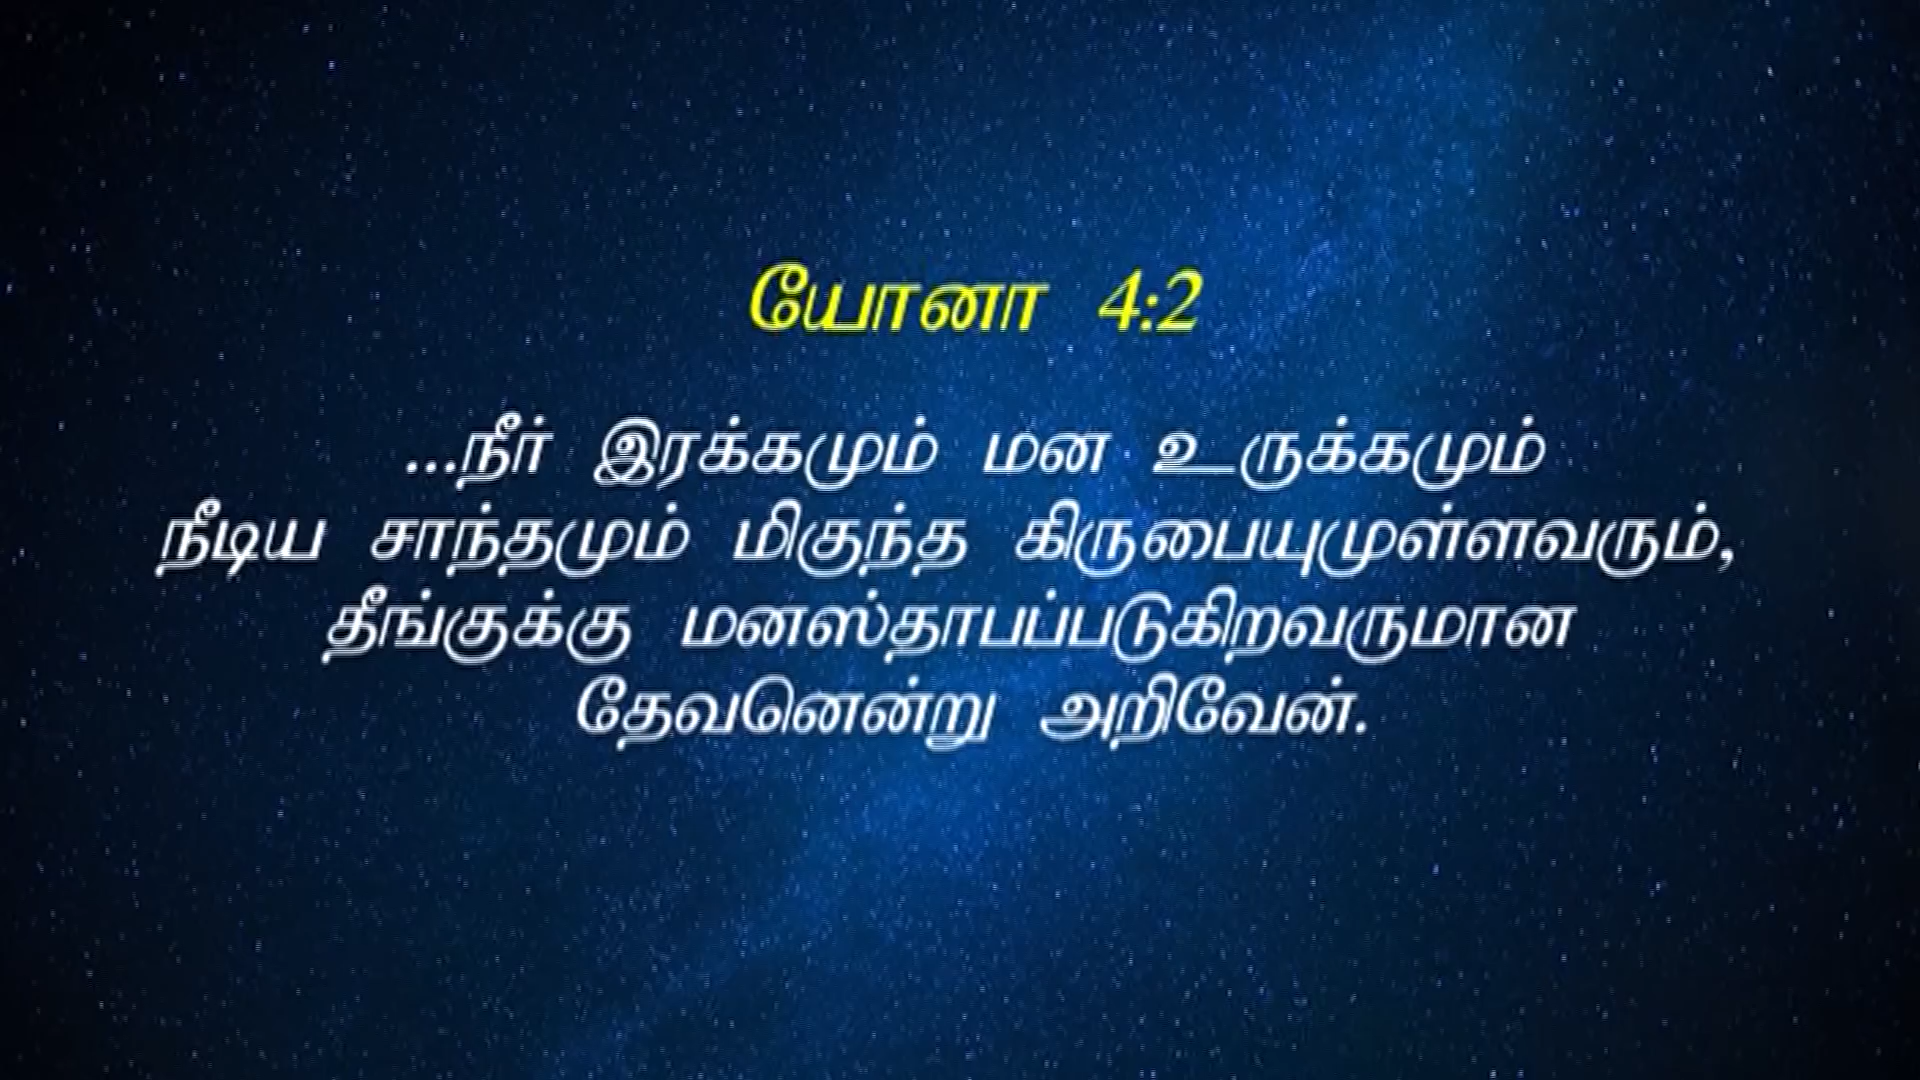 யோனா 4:2
...நீர் இரக்கமும் மன உருக்கமும்
நீடிய சாந்தமும் மிகுந்த கிருபையுமுள்ளவரும்,
தீங்குக்கு மனஸ்தாபப்படுகிறவருமான
தேவனென்று அறிவேன்.